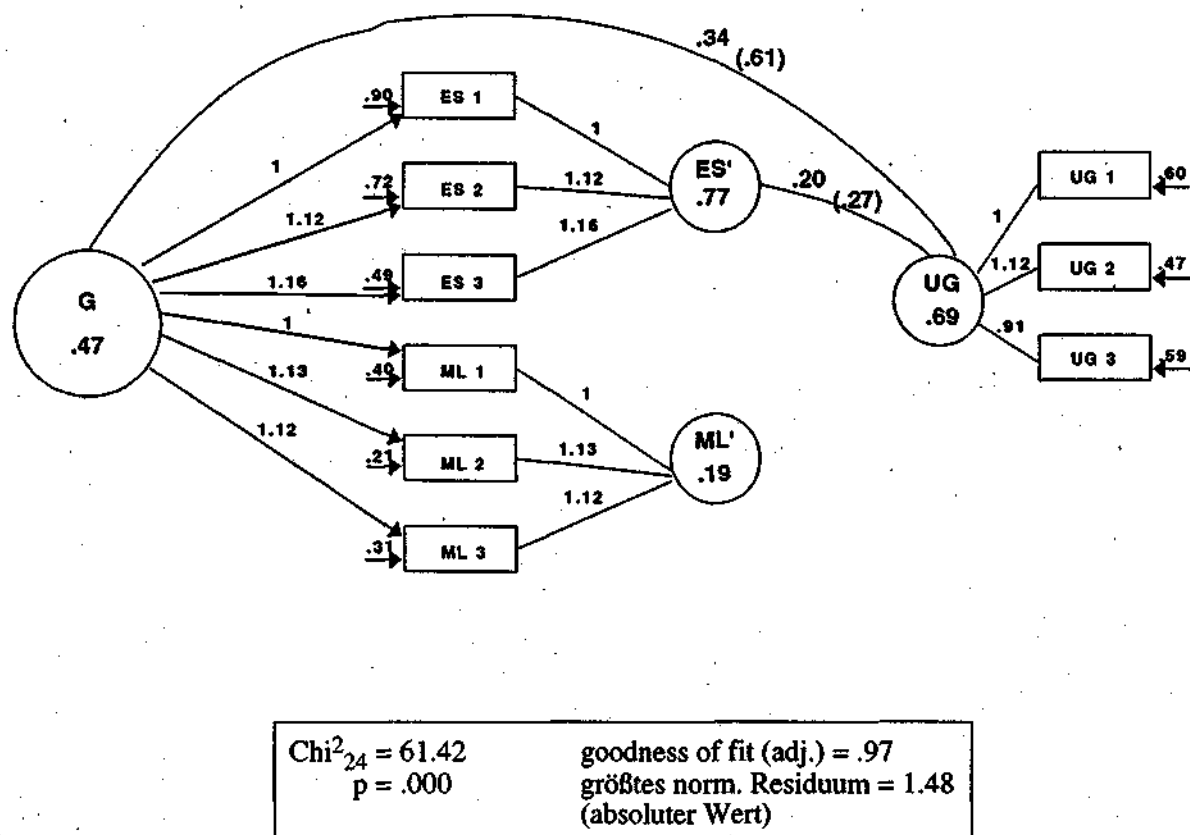 .34
(.61)
.90
ES 1
1
1
ES'
.77
.72
ES 2
1.12
1.12
.20
(.27)
UG 1
.60
1
1.16
.49
ES 3
1.16
UG
.69
1.12
UG 2
.47
G
.47
1
.91
UG 3
.59
ML 1
.40
1.13
1
ML'
.19
1.12
ML 2
.21
1.13
1.12
ML 3
.31
Chi²₂₄ = 61.42 goodness of fit (adj.) = .97
p = .000 größtes norm. Residuum = 1.48
(absoluter Wert)